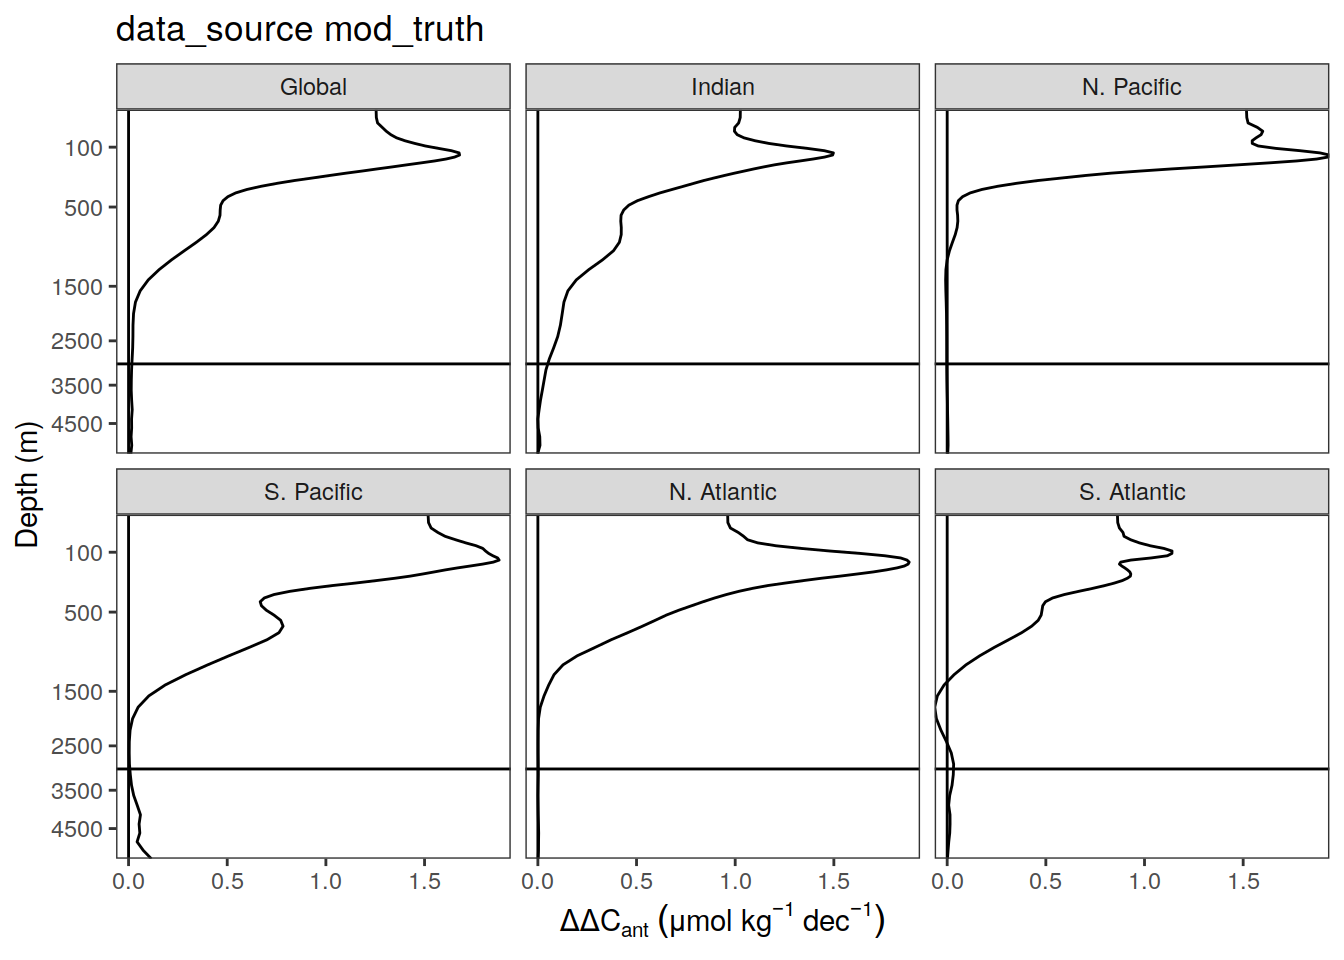 data_source mod_truth
Global
Indian
N. Pacific
100
500
1500
2500
3500
4500
S. Pacific
N. Atlantic
S. Atlantic
100
500
1500
2500
3500
4500
0.0 0.5 1.0 1.5
0.0 0.5 1.0 1.5
0.0 0.5 1.0 1.5
Depth (m)
ΔΔCant (μmol kg−1 dec−1)